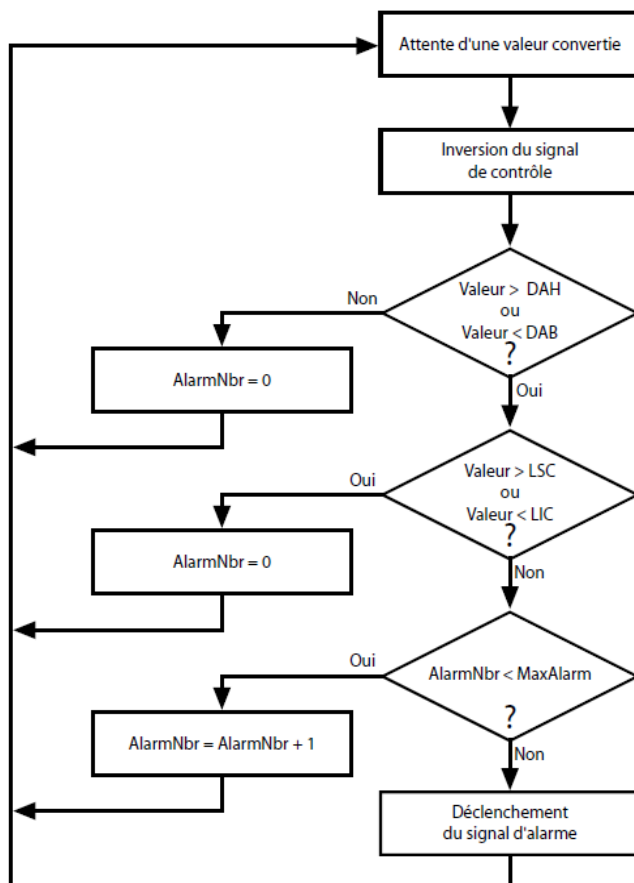 Attente d'une valeur convertie
Inversion du signal
de contrôle
Valeur > DAH
ou
Valeur < DAB
?
Non
AlarmNbr = 0
Oui
Valeur > LSC
ou
Valeur < LIC
?
Oui
AlarmNbr = 0
Non
AlarmNbr < MaxAlarm
?
Oui
AlarmNbr = AlarmNbr + 1
Non
Déclenchement
du signal d'alarme